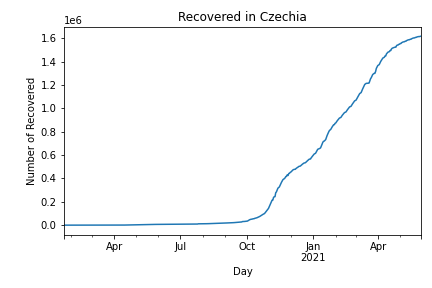 Recovered in Czechia
1e6
1.6
1.4
1.2
1.0
0.8
0.6
0.4
0.2
0.0
Number of Recovered
Apr Jul Oct Jan Apr
2021
Day